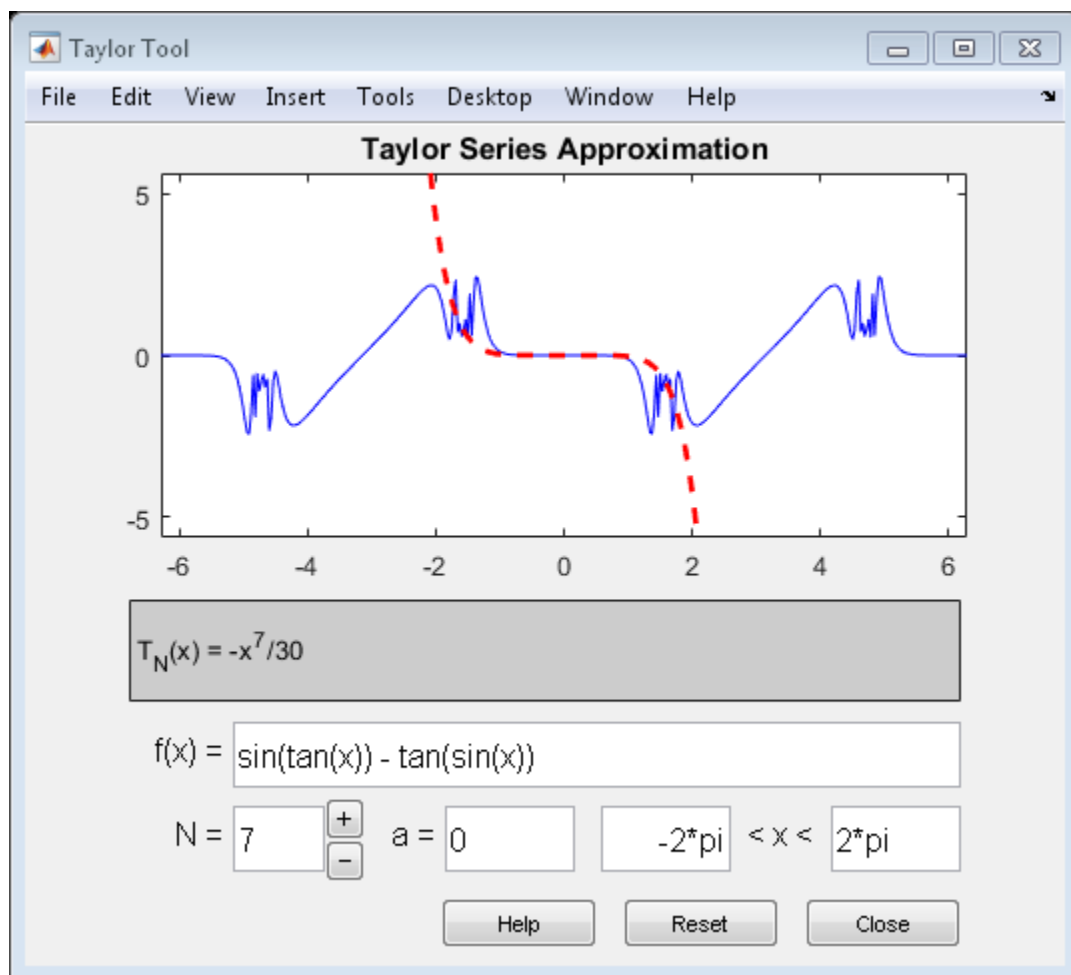 Taylor Tool
File Edit View Insert Tools Desktop Window Help
Taylor Series Approximation
5
0
-5
-6 -4 -2 0 2 4 6
T_N(x) = -x^7/30
f(x) = sin(tan(x)) - tan(sin(x))
N = 7 + - a = 0 -2*pi < x < 2*pi
Help Reset Close